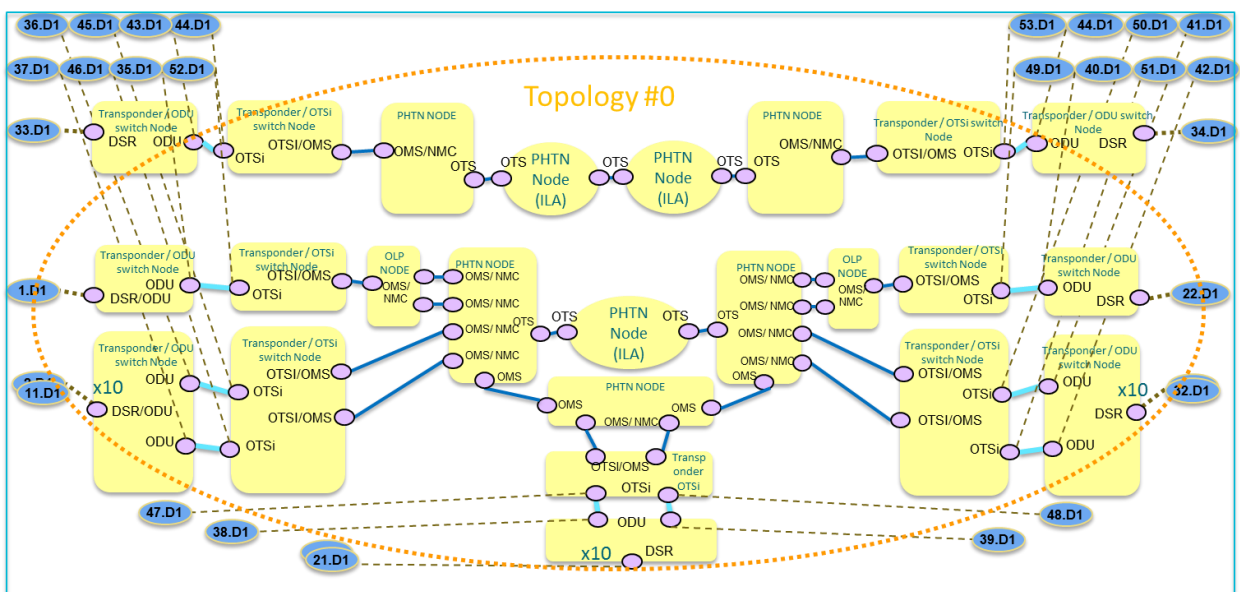 36.D1 45.D1 43.D1 44.D1
53.D1 44.D1 50.D1 41.D1
37.D1 46.D1 35.D1 52.D1
49.D1 40.D1 51.D1 42.D1
Topology #0
33.D1
Transponder / ODU
switch Node
DSR
ODU
Transponder / OTSi
switch Node
OTSi/OMS
OTSi
PHTN NODE
OMS/NMC
OTS
OTS
PHTN
Node
(ILA)
OTS
PHTN
Node
(ILA)
OTS
OTS
PHTN NODE
OMS/NMC
Transponder / OTSi switch
Node
OTSI/OMS
OTSi
Transponder / ODU switch
Node
ODU
DSR
34.D1
1.D1
Transponder / ODU
switch Node
ODU
DSR/ODU
Transponder / OTSi
switch Node
OTSI/OMS
OTSi
OLP
NODE
OMS/
NMC
PHTN NODE
OMS/ NMC
OMS/ NMC
OMS/ NMC
OMS/ NMC
OTS
OMS
OTS
PHTN
Node
(ILA)
OTS
OTS
PHTN NODE
OMS/ NMC
OMS/ NMC
OMS/ NMC
OMS/ NMC
OMS
OLP
NODE
OMS/
NMC
Transponder / OTSi
switch Node
OTSI/OMS
OTSi
Transponder / ODU
switch Node
ODU
DSR
22.D1
11.D1
Transponder / ODU
switch Node
x10
ODU
DSR/ODU
ODU
Transponder / OTSi
switch Node
OTSI/OMS
OTSi
OTSI/OMS
OTSi
PHTN NODE
OMS
OMS/ NMC
OMS
Transponder / OTSi
switch Node
OTSI/OMS
OTSi
OTSI/OMS
OTSi
Transponder / ODU
switch Node
ODU
x10
DSR
ODU
32.D1
OTSI/OMS
OTSi
Transp
onder
OTSi
47.D1
48.D1
38.D1
ODU
39.D1
x10
DSR
21.D1